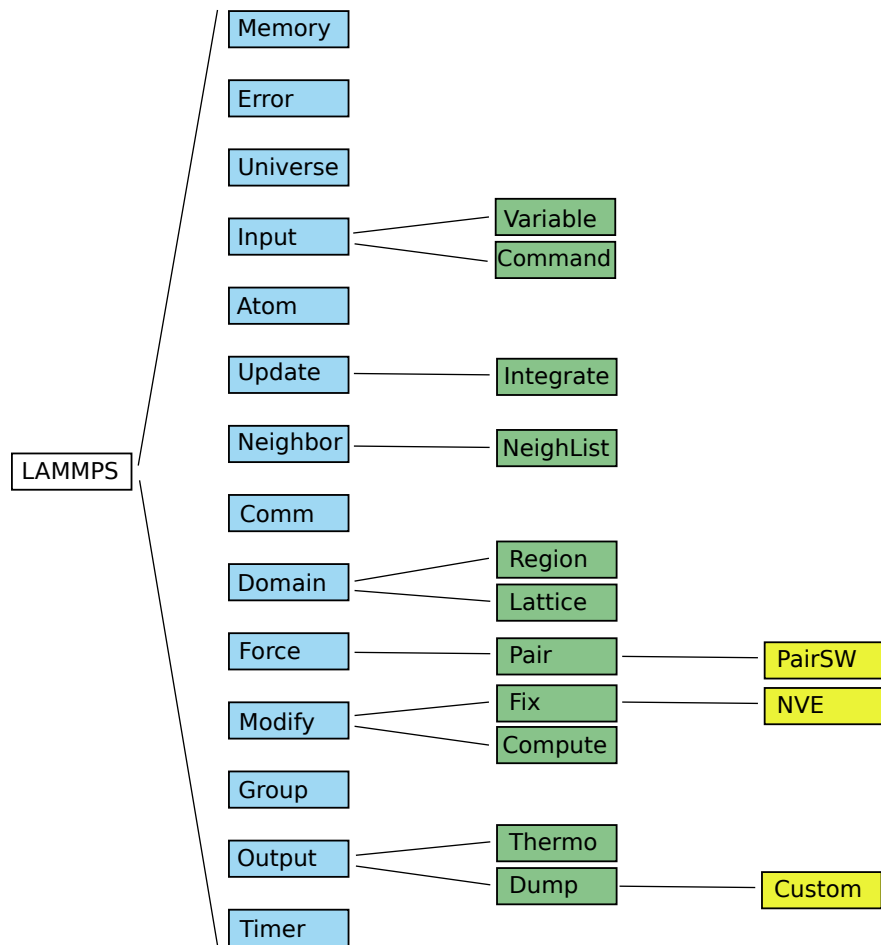 Memory
Error
Universe
Input
Variable
Command
Atom
Update
Integrate
Neighbor
NeighList
LAMMPS
Comm
Domain
Region
Lattice
Force
Pair
PairSW
Modify
Fix
NVE
Compute
Group
Output
Thermo
Dump
Custom
Timer